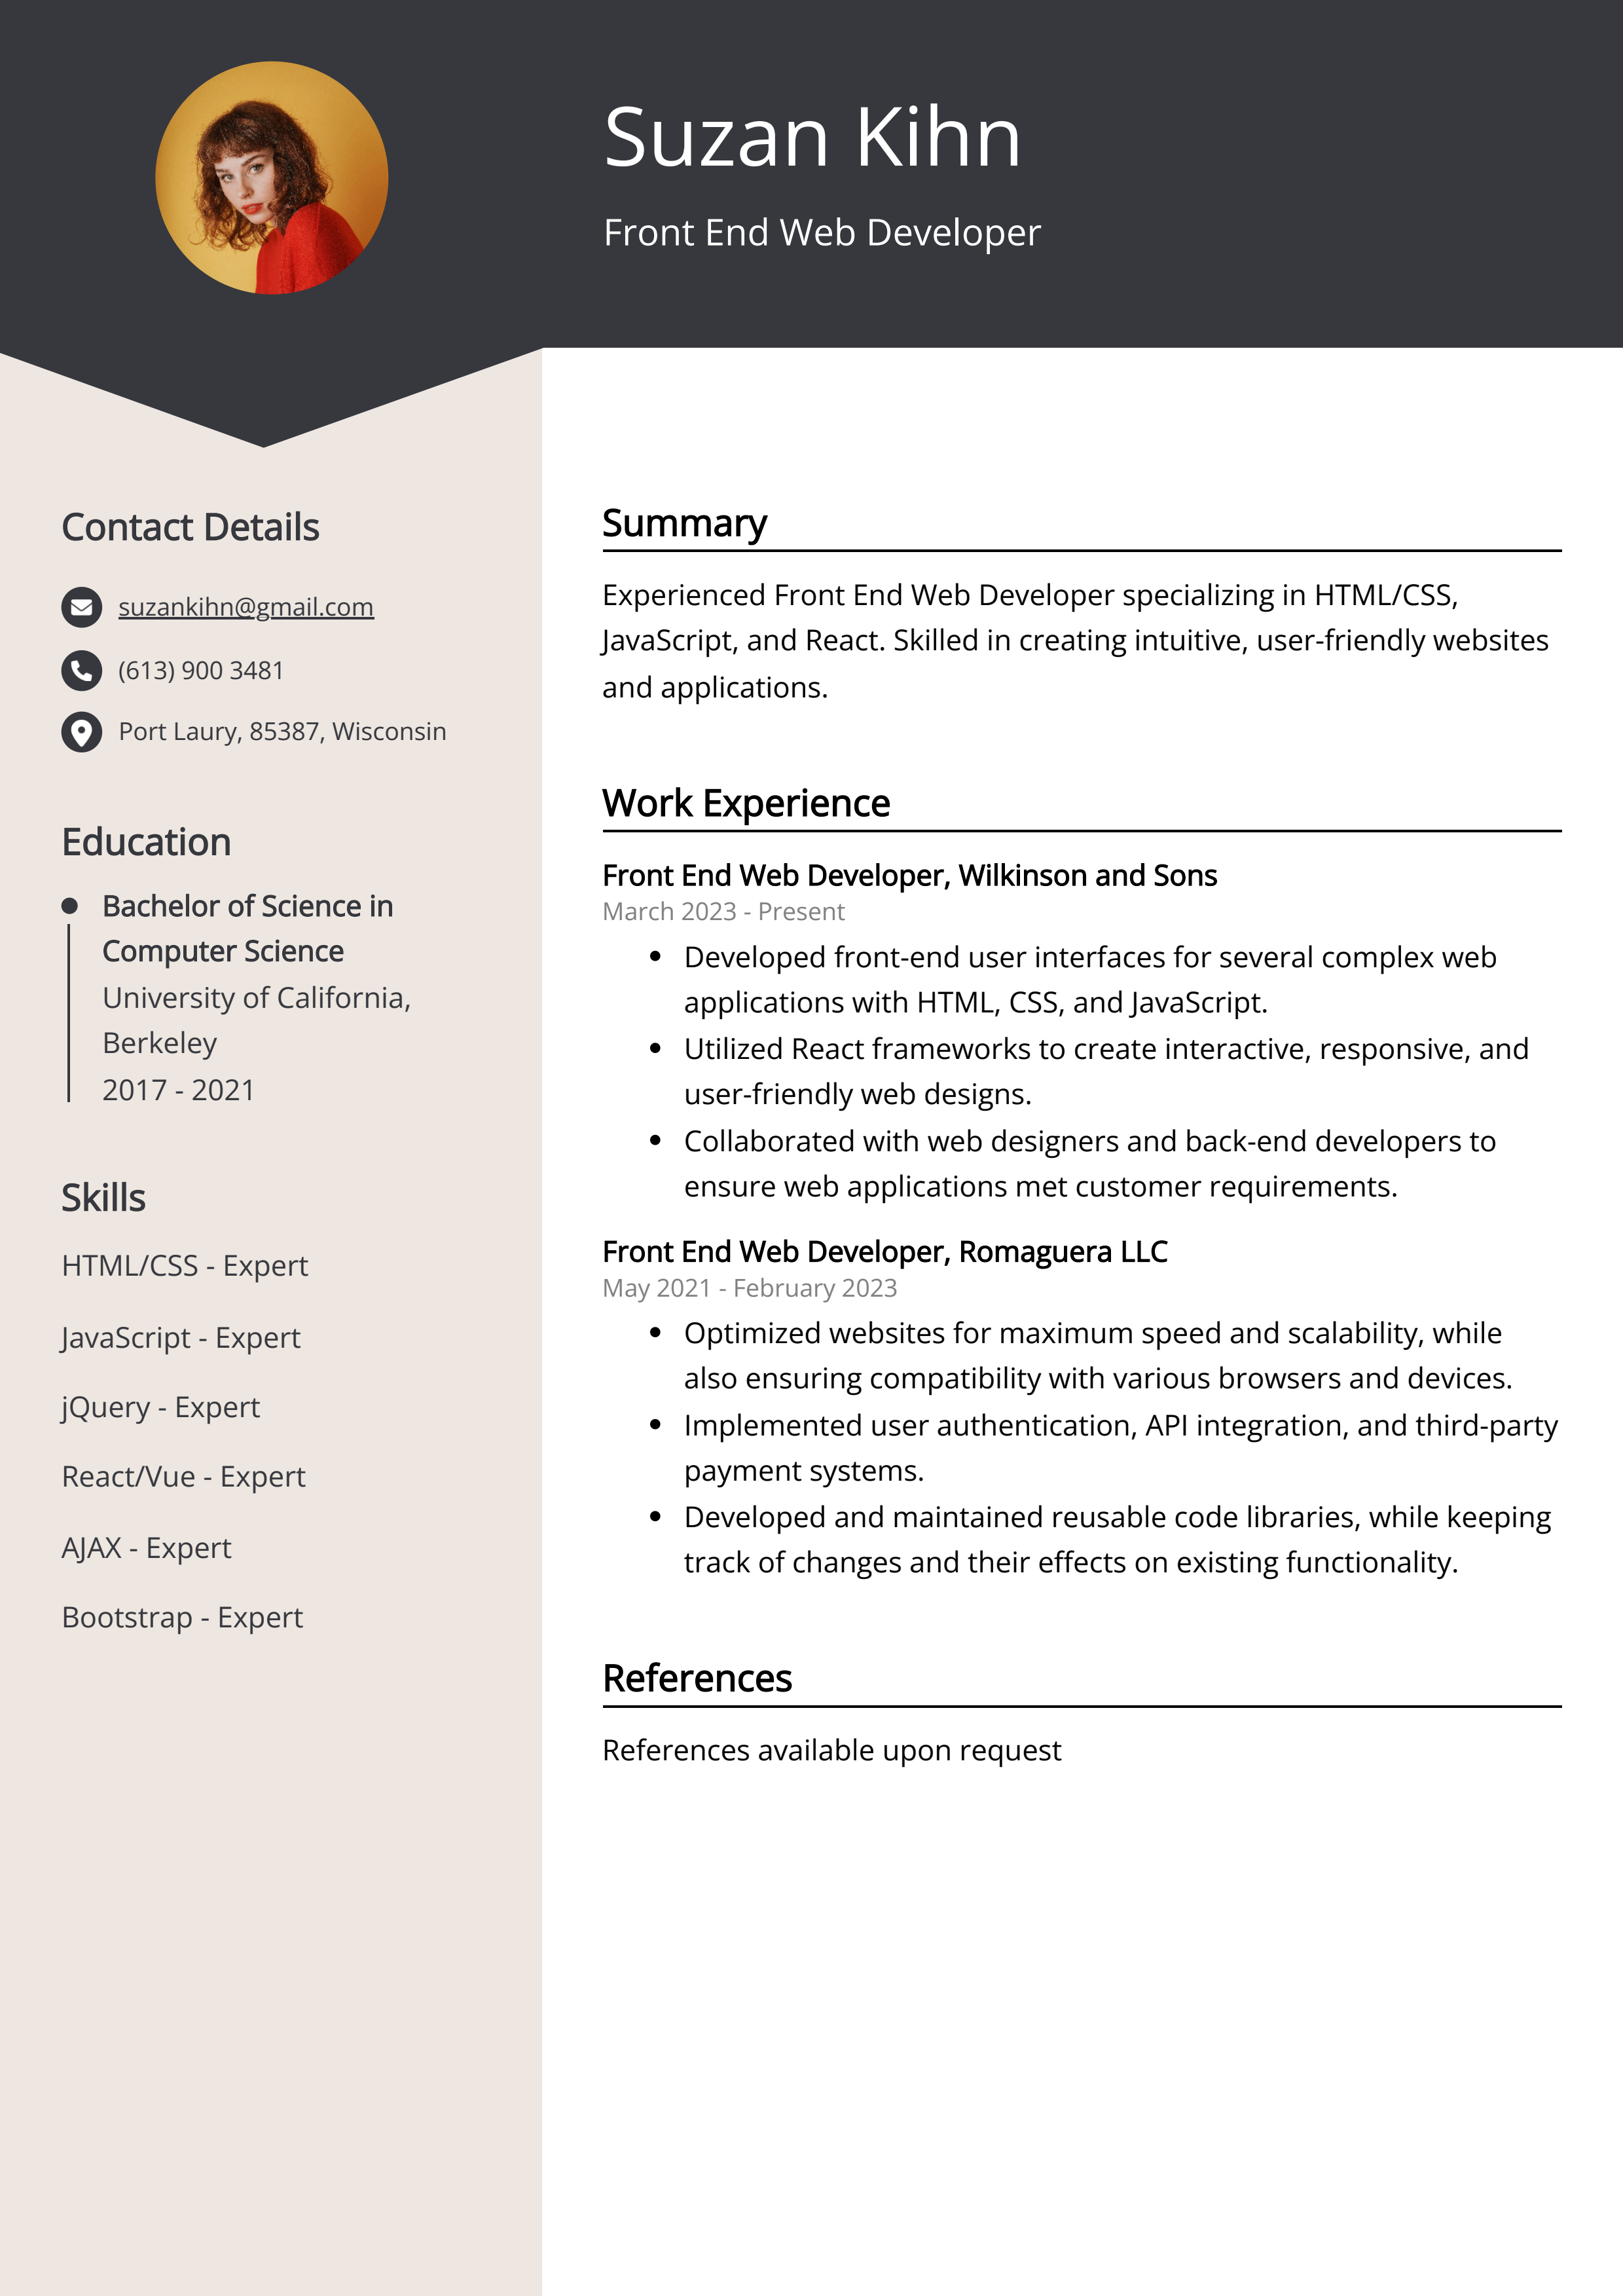 Suzan Kihn
Front End Web Developer
Contact Details
suzankihn@gmail.com
(613) 900 3481
Port Laury, 85387, Wisconsin
Education
Bachelor of Science in
Computer Science
University of California,
Berkeley
2017 - 2021
Skills
HTML/CSS - Expert
JavaScript - Expert
jQuery - Expert
React/Vue - Expert
AJAX - Expert
Bootstrap - Expert
Summary
Experienced Front End Web Developer specializing in HTML/CSS,
JavaScript, and React. Skilled in creating intuitive, user-friendly websites
and applications.
Work Experience
Front End Web Developer, Wilkinson and Sons
March 2023 - Present
• Developed front-end user interfaces for several complex web
applications with HTML, CSS, and JavaScript.
• Utilized React frameworks to create interactive, responsive, and
user-friendly web designs.
• Collaborated with web designers and back-end developers to
ensure web applications met customer requirements.
Front End Web Developer, Romaguera LLC
May 2021 - February 2023
• Optimized websites for maximum speed and scalability, while
also ensuring compatibility with various browsers and devices.
• Implemented user authentication, API integration, and third-party
payment systems.
• Developed and maintained reusable code libraries, while keeping
track of changes and their effects on existing functionality.
References
References available upon request